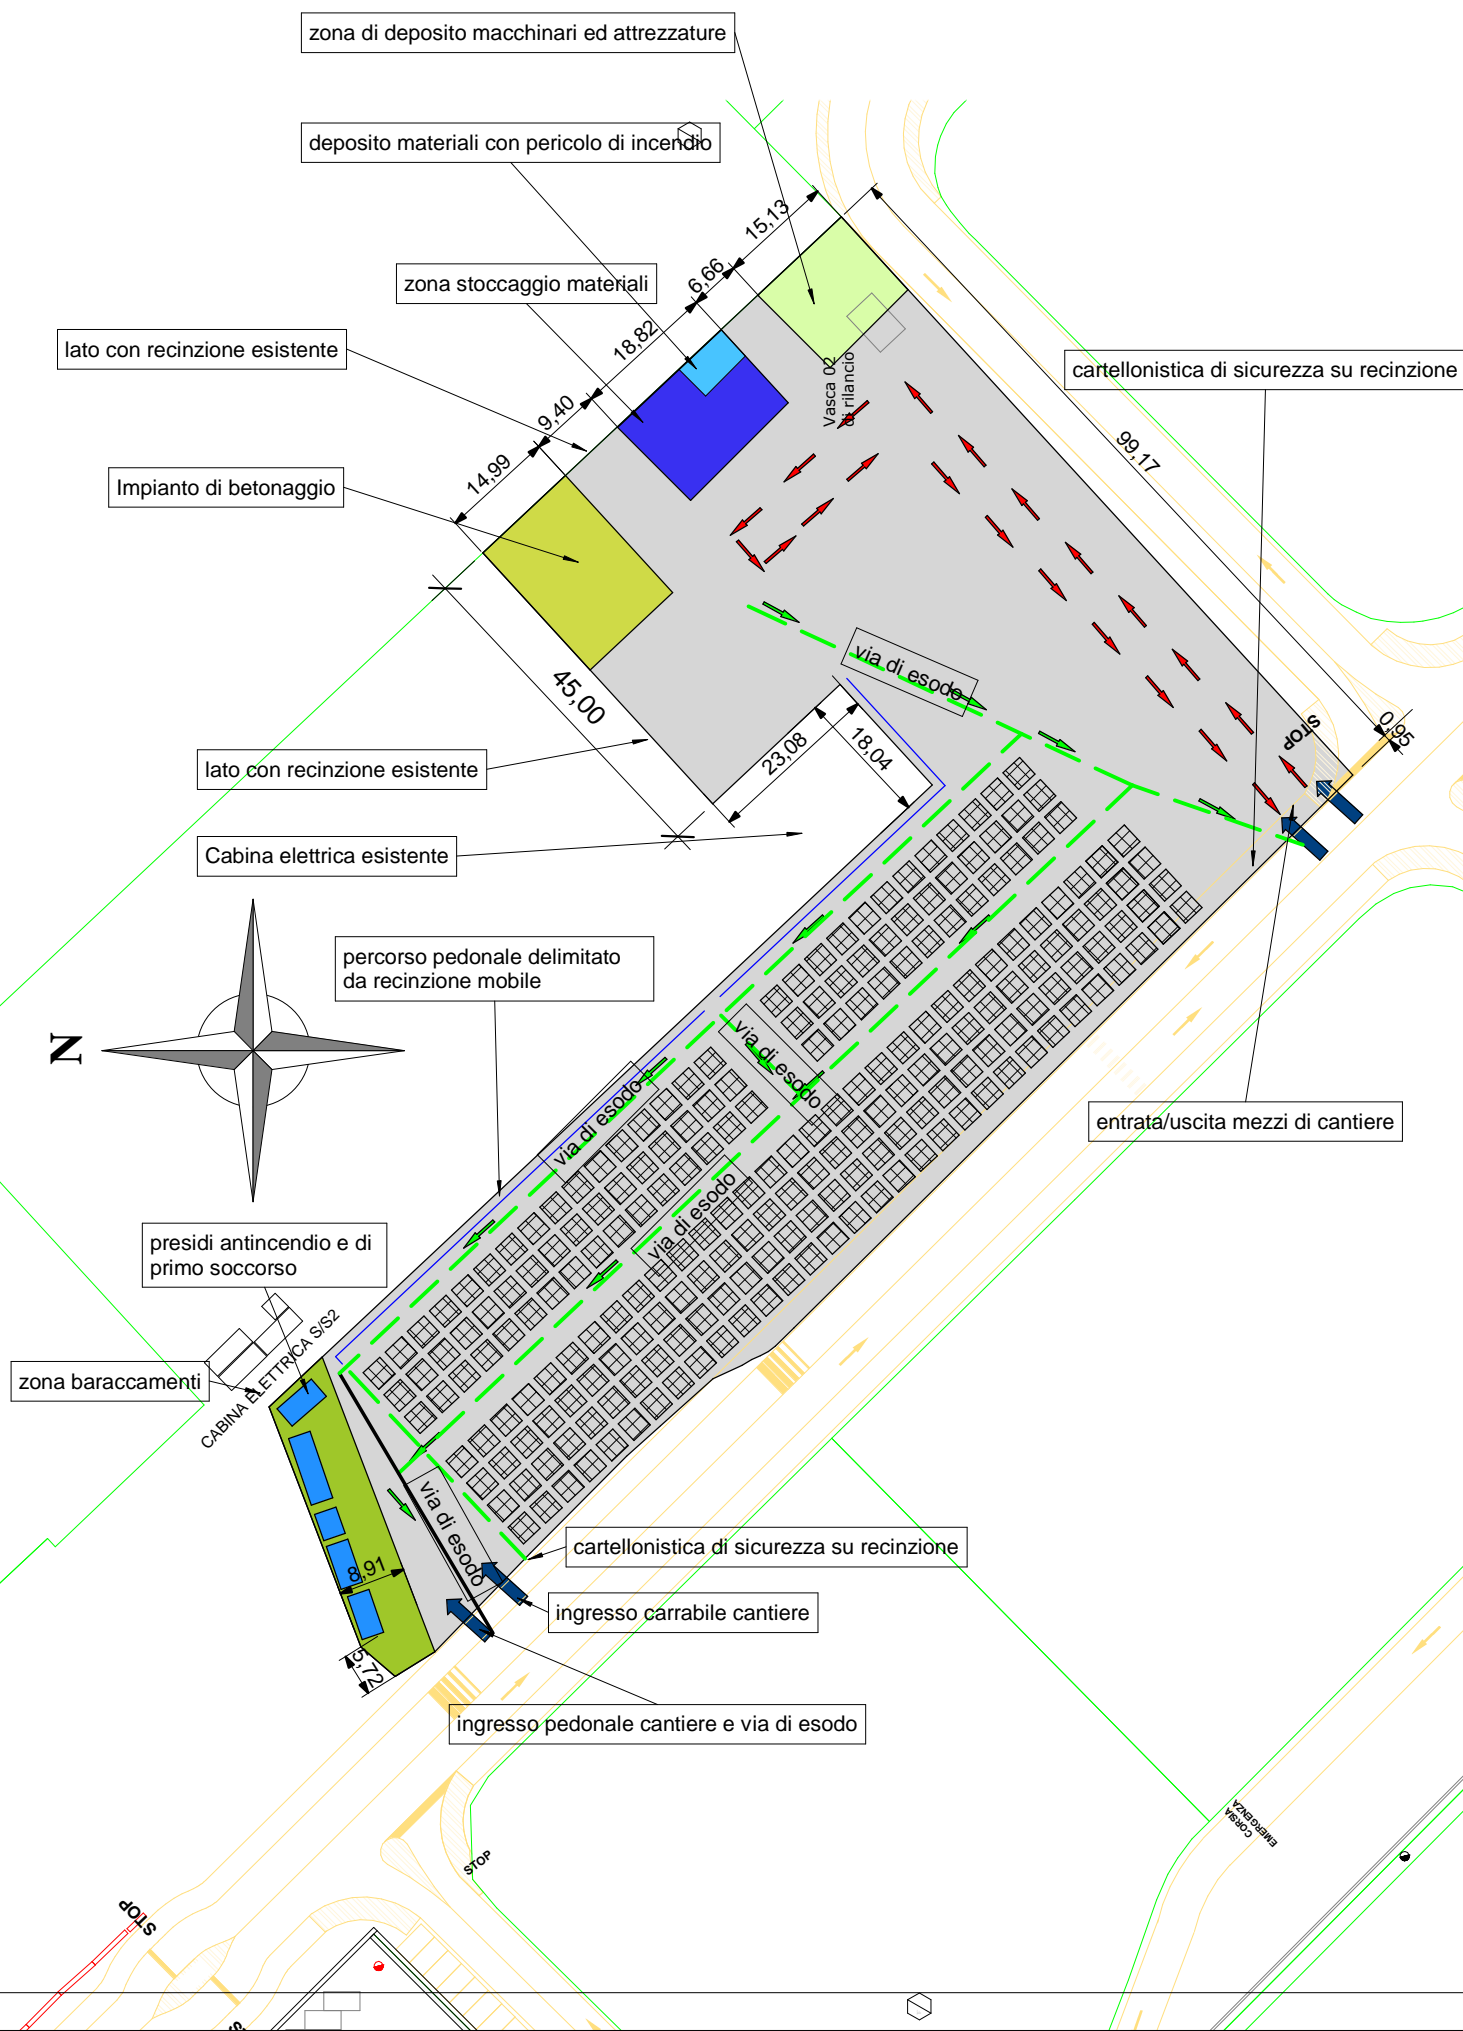 zona di deposito macchinari ed attrezzature
deposito materiali con pericolo di incendio
15,13
6,66
zona stoccaggio materiali
18,82
lato con recinzione esistente
9,40
Vasca 02
di rilancio
cartellonistica di sicurezza su recinzione
99,17
14,99
Impianto di betonaggio
via di esodo
45,00
STOP
0,95
23,08
18,04
lato con recinzione esistente
Cabina elettrica esistente
percorso pedonale delimitato
da recinzione mobile
N
via di esodo
via di esodo
entrata/uscita mezzi di cantiere
via di esodo
presidi antincendio e di
primo soccorso
CABINA ELETTRICA S/S2
zona baraccamenti
via di esodo
cartellonistica di sicurezza su recinzione
8,91
ingresso carrabile cantiere
5,72
ingresso pedonale cantiere e via di esodo
CORSIA
EMERGENZA
STOP
STOP